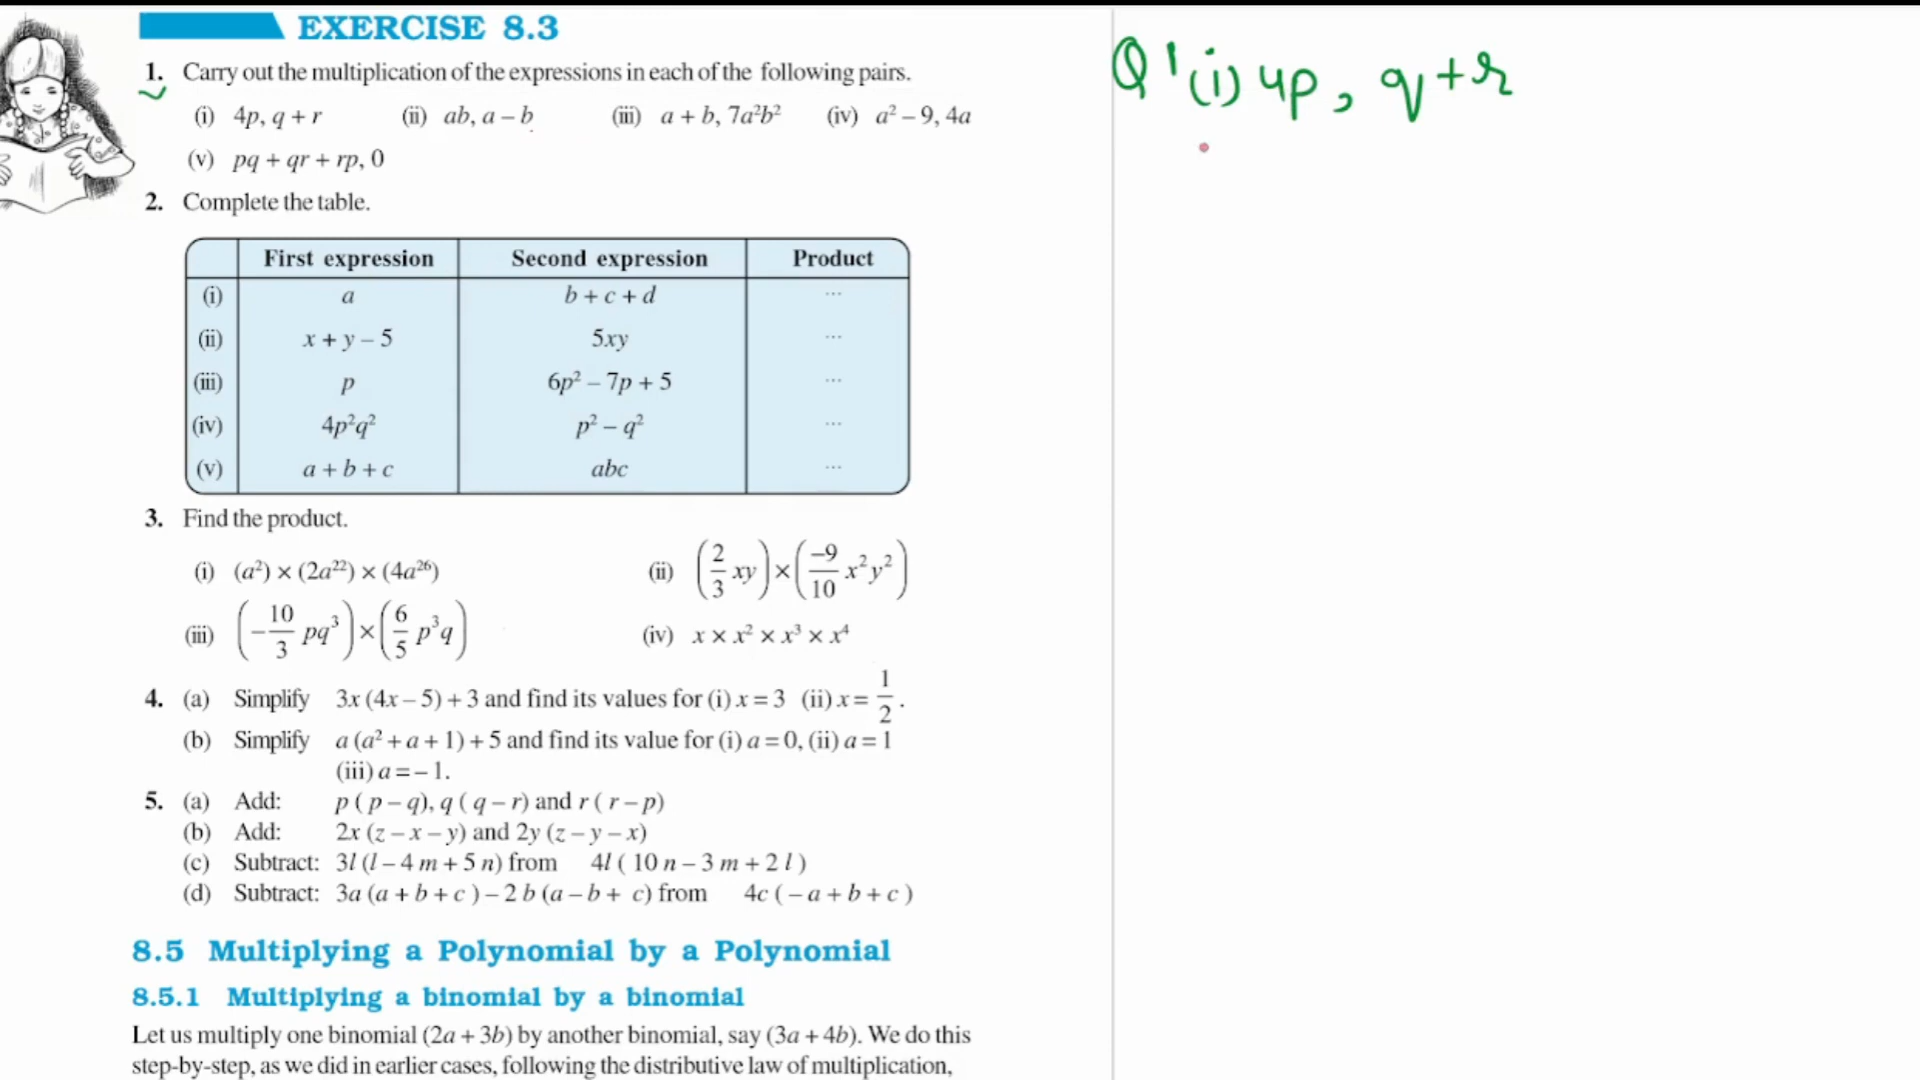 EXERCISE 8.3
1. Carry out the multiplication of the expressions in each of the following pairs.
(i) 4p, q + r (ii) ab, a – b (iii) a + b, 7a²b² (iv) a² – 9, 4a
(v) pq + qr + rp, 0
2. Complete the table.
First expression Second expression Product
(i) a b + c + d ...
(ii) x + y – 5 5xy ...
(iii) p 6p² – 7p + 5 ...
(iv) 4p²q² p² – q² ...
(v) a + b + c abc ...
3. Find the product.
(i) (a²) × (2a²²) × (4a²⁶) (ii) (2/3 xy) × (–9/10 x²y²)
(iii) (–10/3 pq³) × (6/5 p³q) (iv) x × x² × x³ × x⁴
4. (a) Simplify 3x (4x – 5) + 3 and find its values for (i) x = 3 (ii) x = 1/2 .
(b) Simplify a (a² + a + 1) + 5 and find its value for (i) a = 0, (ii) a = 1
(iii) a = – 1.
5. (a) Add: p ( p – q), q ( q – r) and r ( r – p)
(b) Add: 2x (z – x – y) and 2y (z – y – x)
(c) Subtract: 3l (l – 4 m + 5 n) from 4l ( 10 n – 3 m + 2 l )
(d) Subtract: 3a (a + b + c ) – 2 b (a – b + c) from 4c ( – a + b + c )
8.5 Multiplying a Polynomial by a Polynomial
8.5.1 Multiplying a binomial by a binomial
Let us multiply one binomial (2a + 3b) by another binomial, say (3a + 4b). We do this
step-by-step, as we did in earlier cases, following the distributive law of multiplication,
Q1 (i) 4p, q + r